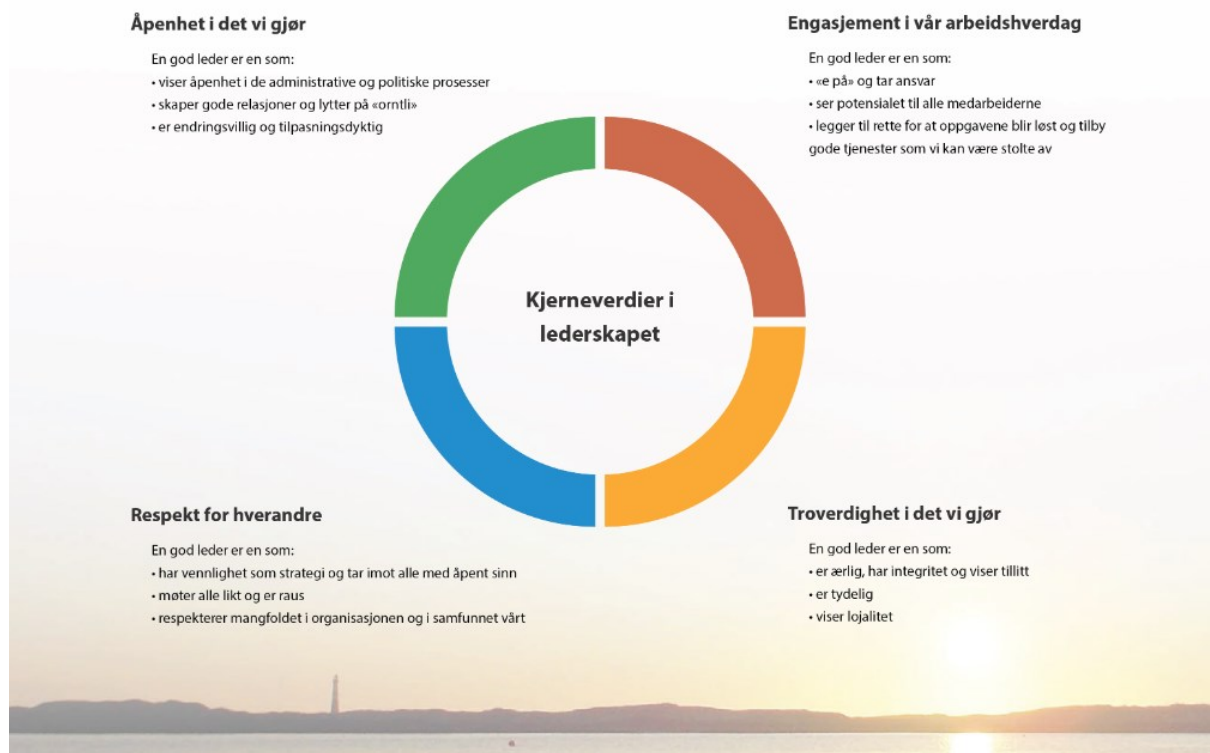 Åpenhet i det vi gjør
En god leder er en som:
• viser åpenhet i de administrative og politiske prosesser
• skaper gode relasjoner og lytter på «orntli»
• er endringsvillig og tilpasningsdyktig
Engasjement i vår arbeidshverdag
En god leder er en som:
• «e på» og tar ansvar
• ser potensialet til alle medarbeiderne
• legger til rette for at oppgavene blir løst og tilby
gode tjenester som vi kan være stolte av
Kjerneverdier i
lederskapet
Respekt for hverandre
En god leder er en som:
• har vennlighet som strategi og tar imot alle med åpent sinn
• møter alle likt og er raus
• respekterer mangfoldet i organisasjonen og i samfunnet vårt
Troverdighet i det vi gjør
En god leder er en som:
• er ærlig, har integritet og viser tillitt
• er tydelig
• viser lojalitet